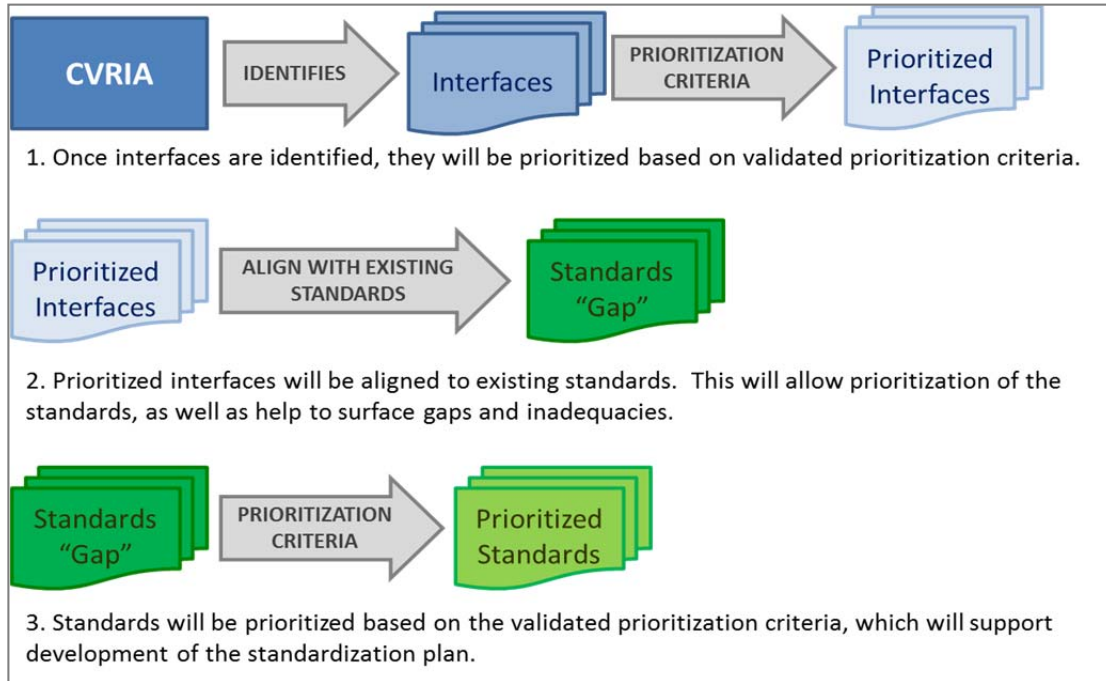 CVRIA
IDENTIFIES
Interfaces
PRIORITIZATION
CRITERIA
Prioritized
Interfaces
1. Once interfaces are identified, they will be prioritized based on validated prioritization criteria.
Prioritized
Interfaces
ALIGN WITH EXISTING
STANDARDS
Standards
“Gap”
2. Prioritized interfaces will be aligned to existing standards.  This will allow prioritization of the
standards, as well as help to surface gaps and inadequacies.
Standards
“Gap”
PRIORITIZATION
CRITERIA
Prioritized
Standards
3. Standards will be prioritized based on the validated prioritization criteria, which will support
development of the standardization plan.